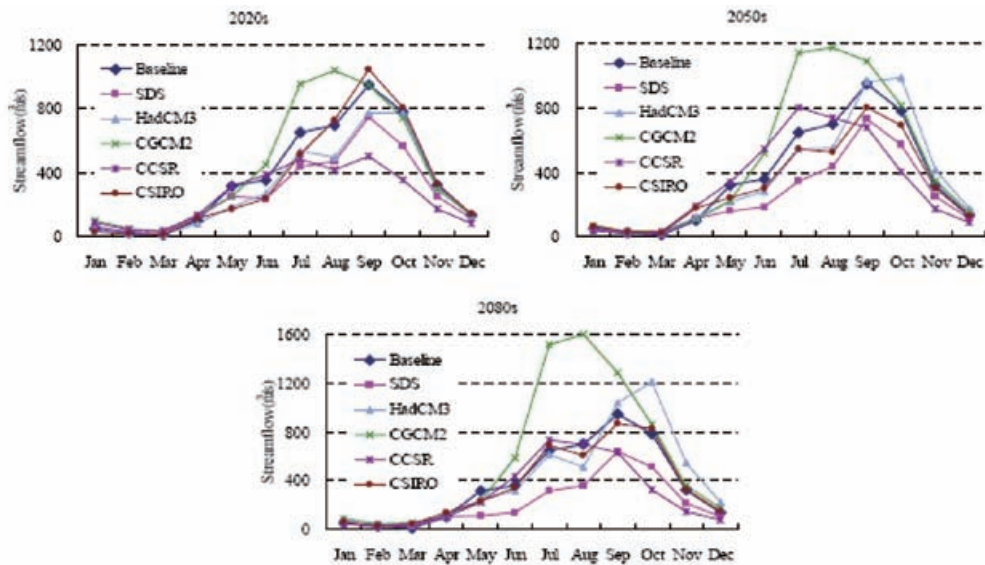 2020s
1200
800
400
0
Streamflow
Baseline
SDS
HadCM3
CGCM2
CCSR
CSIRO
Jan Feb Mar Apr May Jun Jul Aug Sep Oct Nov Dec
2050s
1200
800
400
0
Streamflow
Baseline
SDS
HadCM3
CGCM2
CCSR
CSIRO
Jan Feb Mar Apr May Jun Jul Aug Sep Oct Nov Dec
2080s
1600
1200
800
400
0
Streamflow
Baseline
SDS
HadCM3
CGCM2
CCSR
CSIRO
Jan Feb Mar Apr May Jun Jul Aug Sep Oct Nov Dec